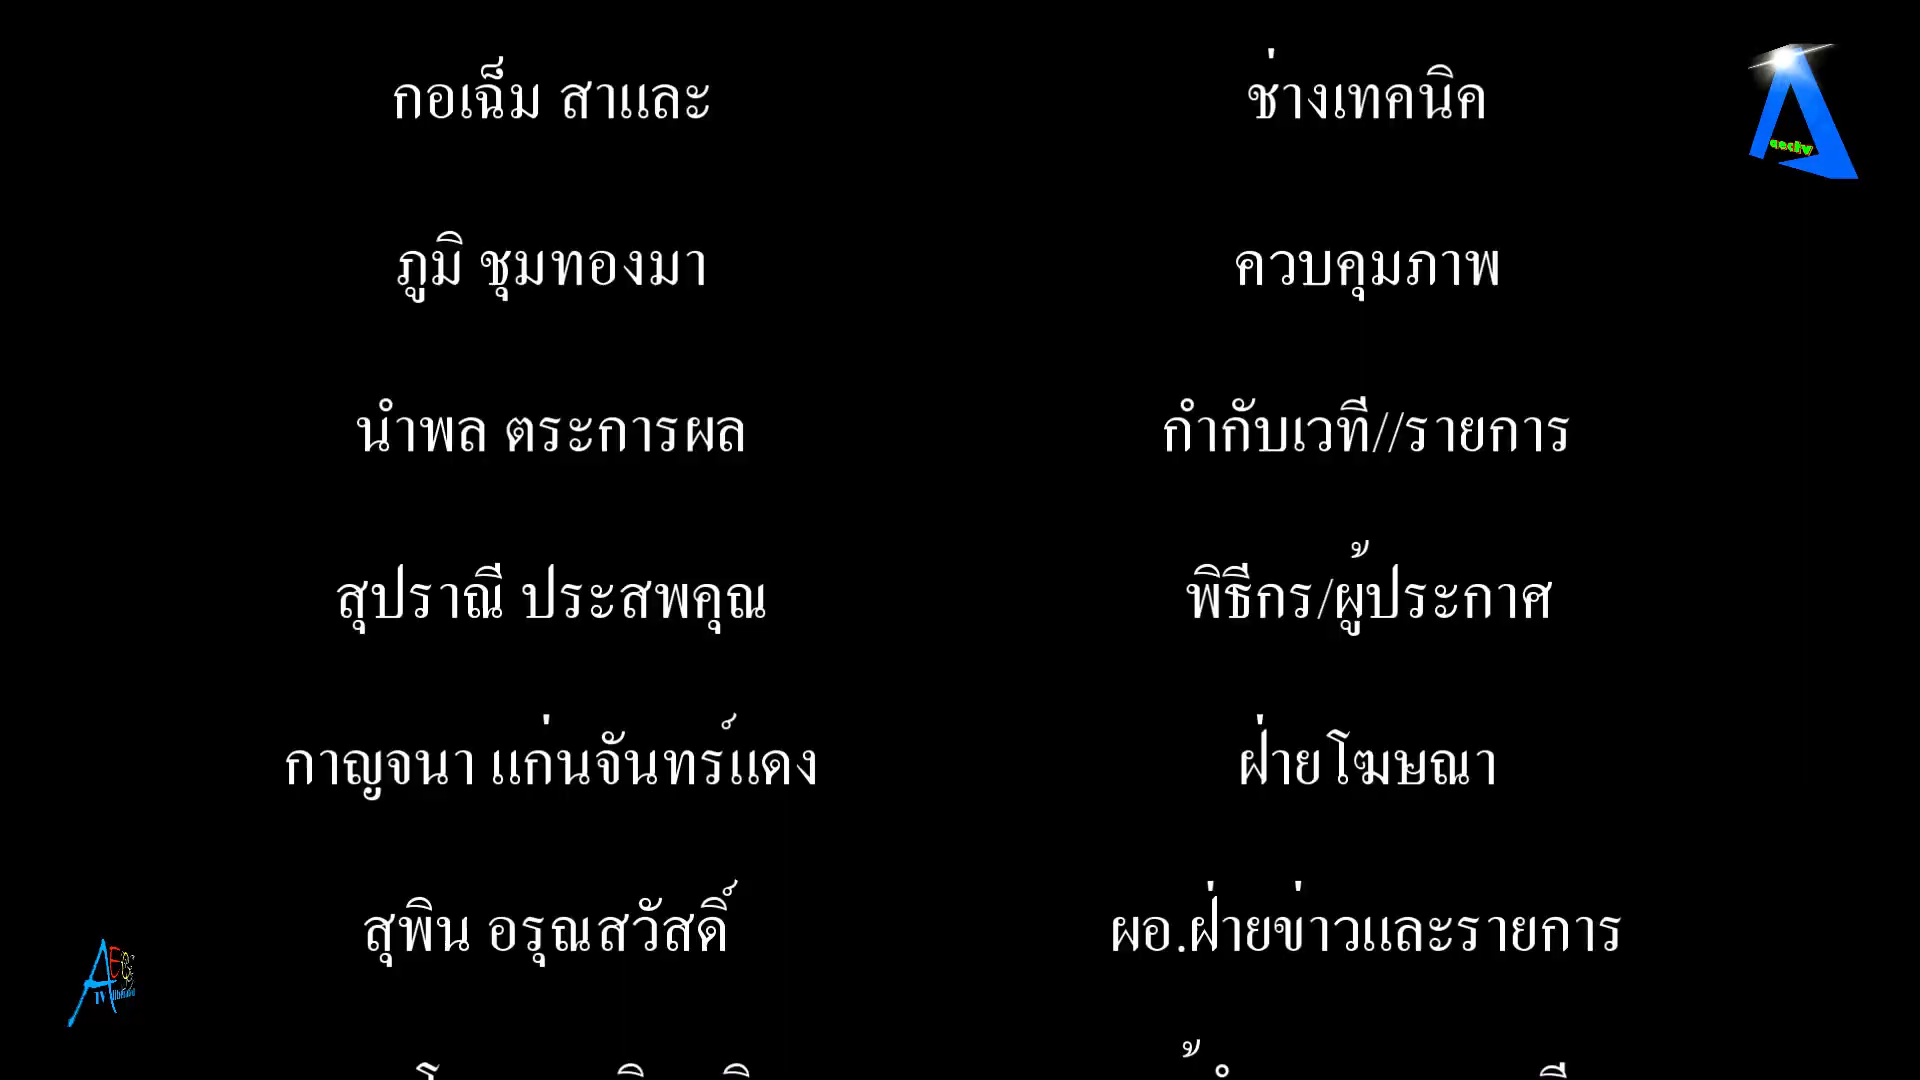 กอเฉ็ม สาและ ช่างเทคนิค
aectv
ภูมิ ชุมทองมา ควบคุมภาพ
นำพล ตระการผล กำกับเวที//รายการ
สุปราณี ประสพคุณ พิธีกร/ผู้ประกาศ
กาญจนา แก่นจันทร์แดง ฝ่ายโฆษณา
สุพิน อรุณสวัสดิ์ ผอ.ฝ่ายข่าวและรายการ